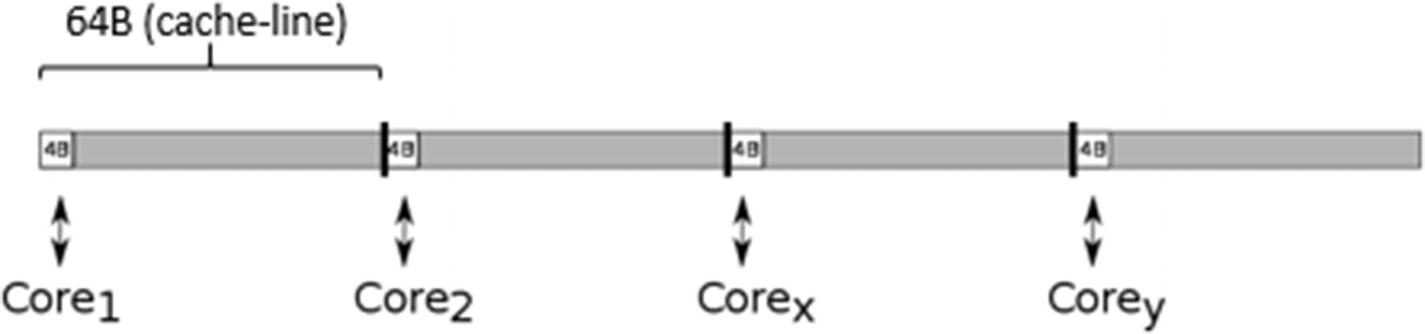 64B (cache-line)
4B 4B 4B 4B
Core1 Core2 Corex Corey